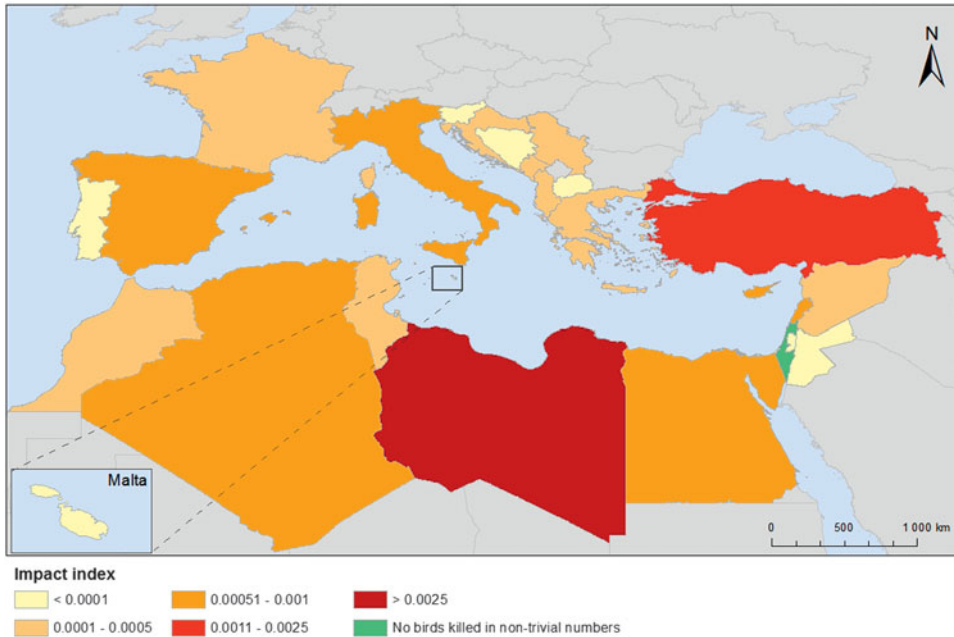 N
Malta
0 500 1 000 km
Impact index
< 0.0001 0.00051 - 0.001 > 0.0025
0.0001 - 0.0005 0.0011 - 0.0025 No birds killed in non-trivial numbers